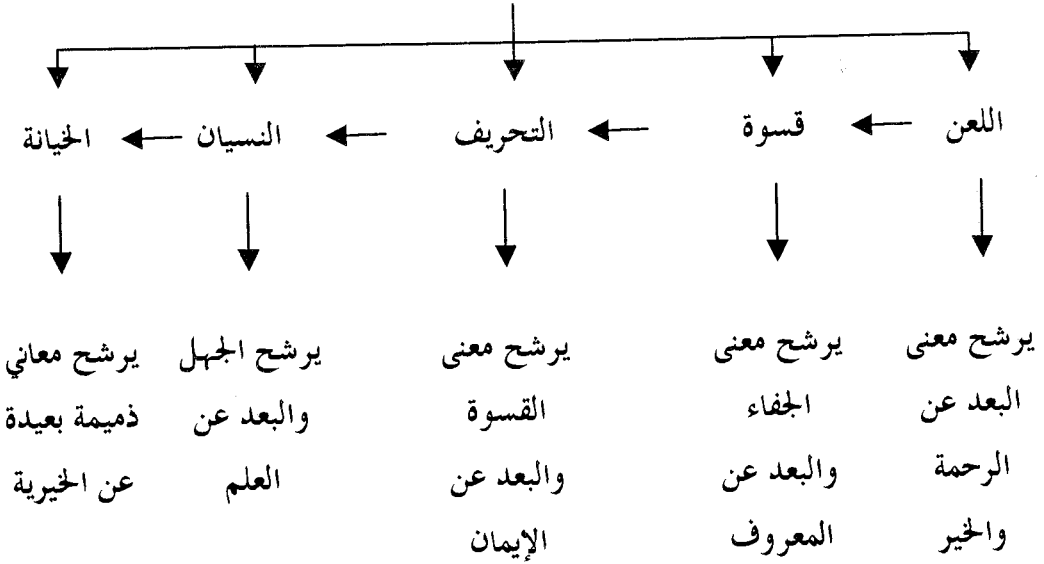 اللعن قسوة التحريف النسيان الخيانة
يرشح معنى
البعد عن
الرحمة
والخير
يرشح معنى
الجفاء
والبعد عن
المعروف
يرشح معنى
القسوة
والبعد عن
الإيمان
يرشح الجهل
والبعد عن
العلم
يرشح معاني
ذميمة بعيدة
عن الخيرية